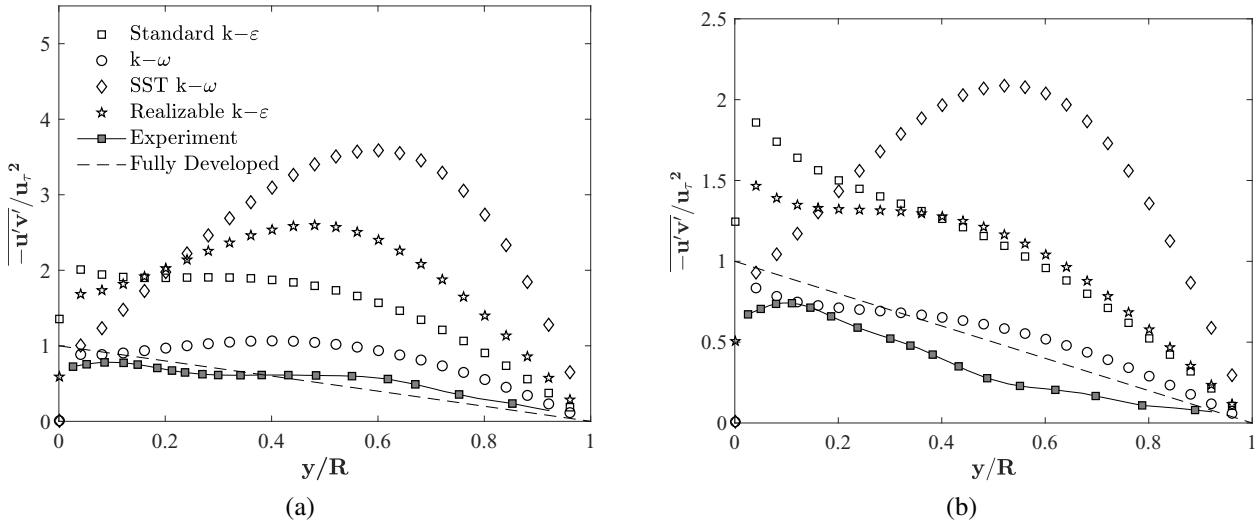 5
4
3
2
1
0
0
0.2
0.4
0.6
0.8
1
y/R
−u′v′/uτ²
Standard k−ε
k−ω
SST k−ω
Realizable k−ε
Experiment
Fully Developed
(a)
2.5
2
1.5
1
0.5
0
0
0.2
0.4
0.6
0.8
1
y/R
−u′v′/uτ²
(b)